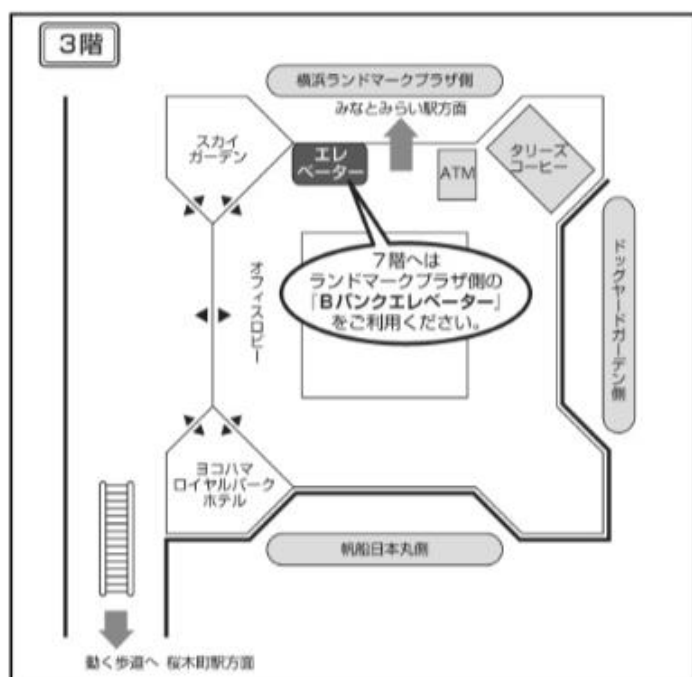 3階
横浜ランドマークプラザ側
みなとみらい駅方面
スカイ
ガーデン
エレ
ベーター
ATM
タリーズ
コーヒー
7階へは
ランドマークプラザ側の
「Bバンクエレベーター」
をご利用ください。
オフィスロビー
ドッグヤードガーデン側
ヨコハマ
ロイヤルパーク
ホテル
帆船日本丸側
動く歩道へ 桜木町駅方面